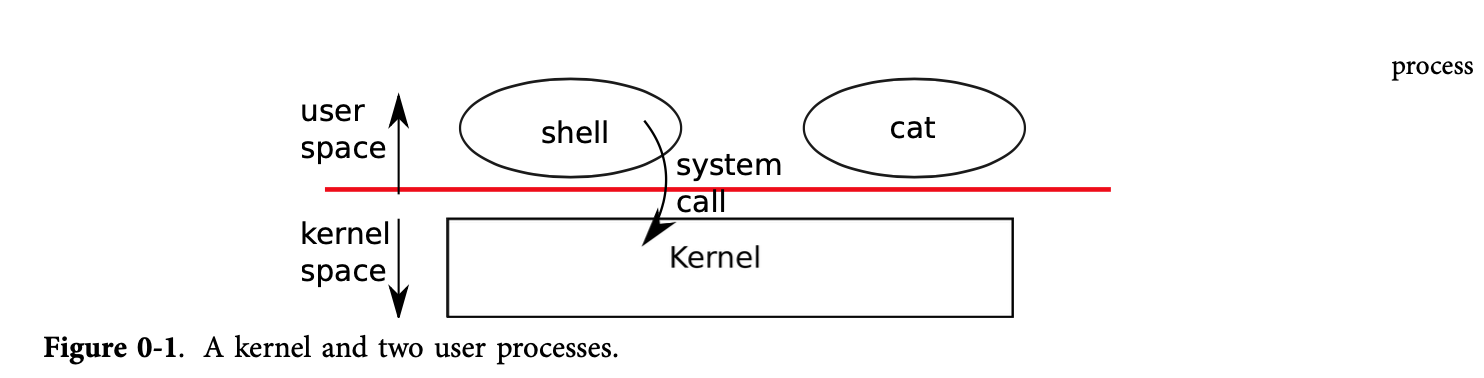 process
user
space
shell
cat
system
call
kernel
space
Kernel
Figure 0-1. A kernel and two user processes.